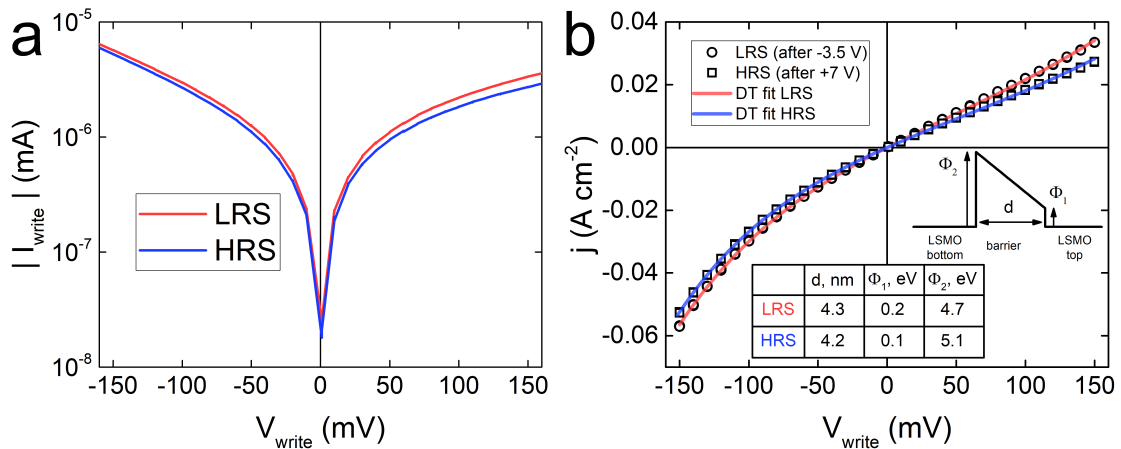 a
10⁻⁵
10⁻⁶
10⁻⁷
10⁻⁸
| I_write | (mA)
LRS
HRS
-150 -100 -50 0 50 100 150
V_write (mV)
b
0.04
0.02
0.00
-0.02
-0.04
-0.06
j (A cm⁻²)
LRS (after -3.5 V)
HRS (after +7 V)
DT fit LRS
DT fit HRS
Φ₂
Φ₁
d
LSMO bottom
barrier
LSMO top
d, nm Φ₁, eV Φ₂, eV
LRS 4.3 0.2 4.7
HRS 4.2 0.1 5.1
-150 -100 -50 0 50 100 150
V_write (mV)